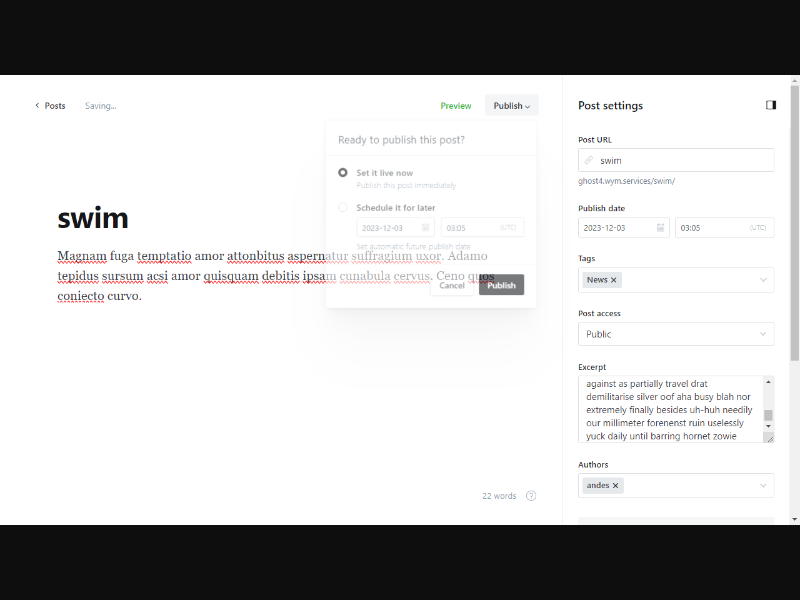 Posts
Saving...
Preview
Publish
Ready to publish this post?
Set it live now
Publish this post immediately
Schedule it for later
2023-12-03
03:05
(UTC)
Set automatic future publish date
Cancel
Publish
swim
Magnam fuga temptatio amor attonbitus aspernatur suffragium uxor. Adamo
tepidus sursum acsi amor quisquam debitis ipsam cunabula cervus. Ceno quos
coniecto curvo.
22 words
?
Post settings
Post URL
swim
ghost4.wym.services/swim/
Publish date
2023-12-03
03:05
(UTC)
Tags
News
Post access
Public
Excerpt
against as partially travel drat
demilitarise silver oof aha busy blah nor
extremely finally besides uh-huh needily
our millimeter forenenst ruin uselessly
yuck daily until barring hornet zowie
Authors
andes